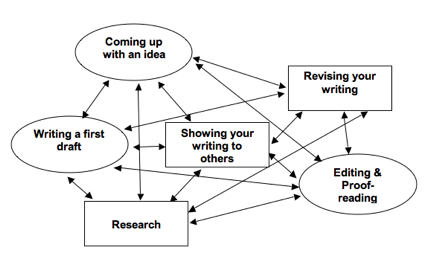 Coming up
with an idea
Revising your
writing
Writing a first
draft
Showing your
writing to
others
Editing &
Proof-
reading
Research